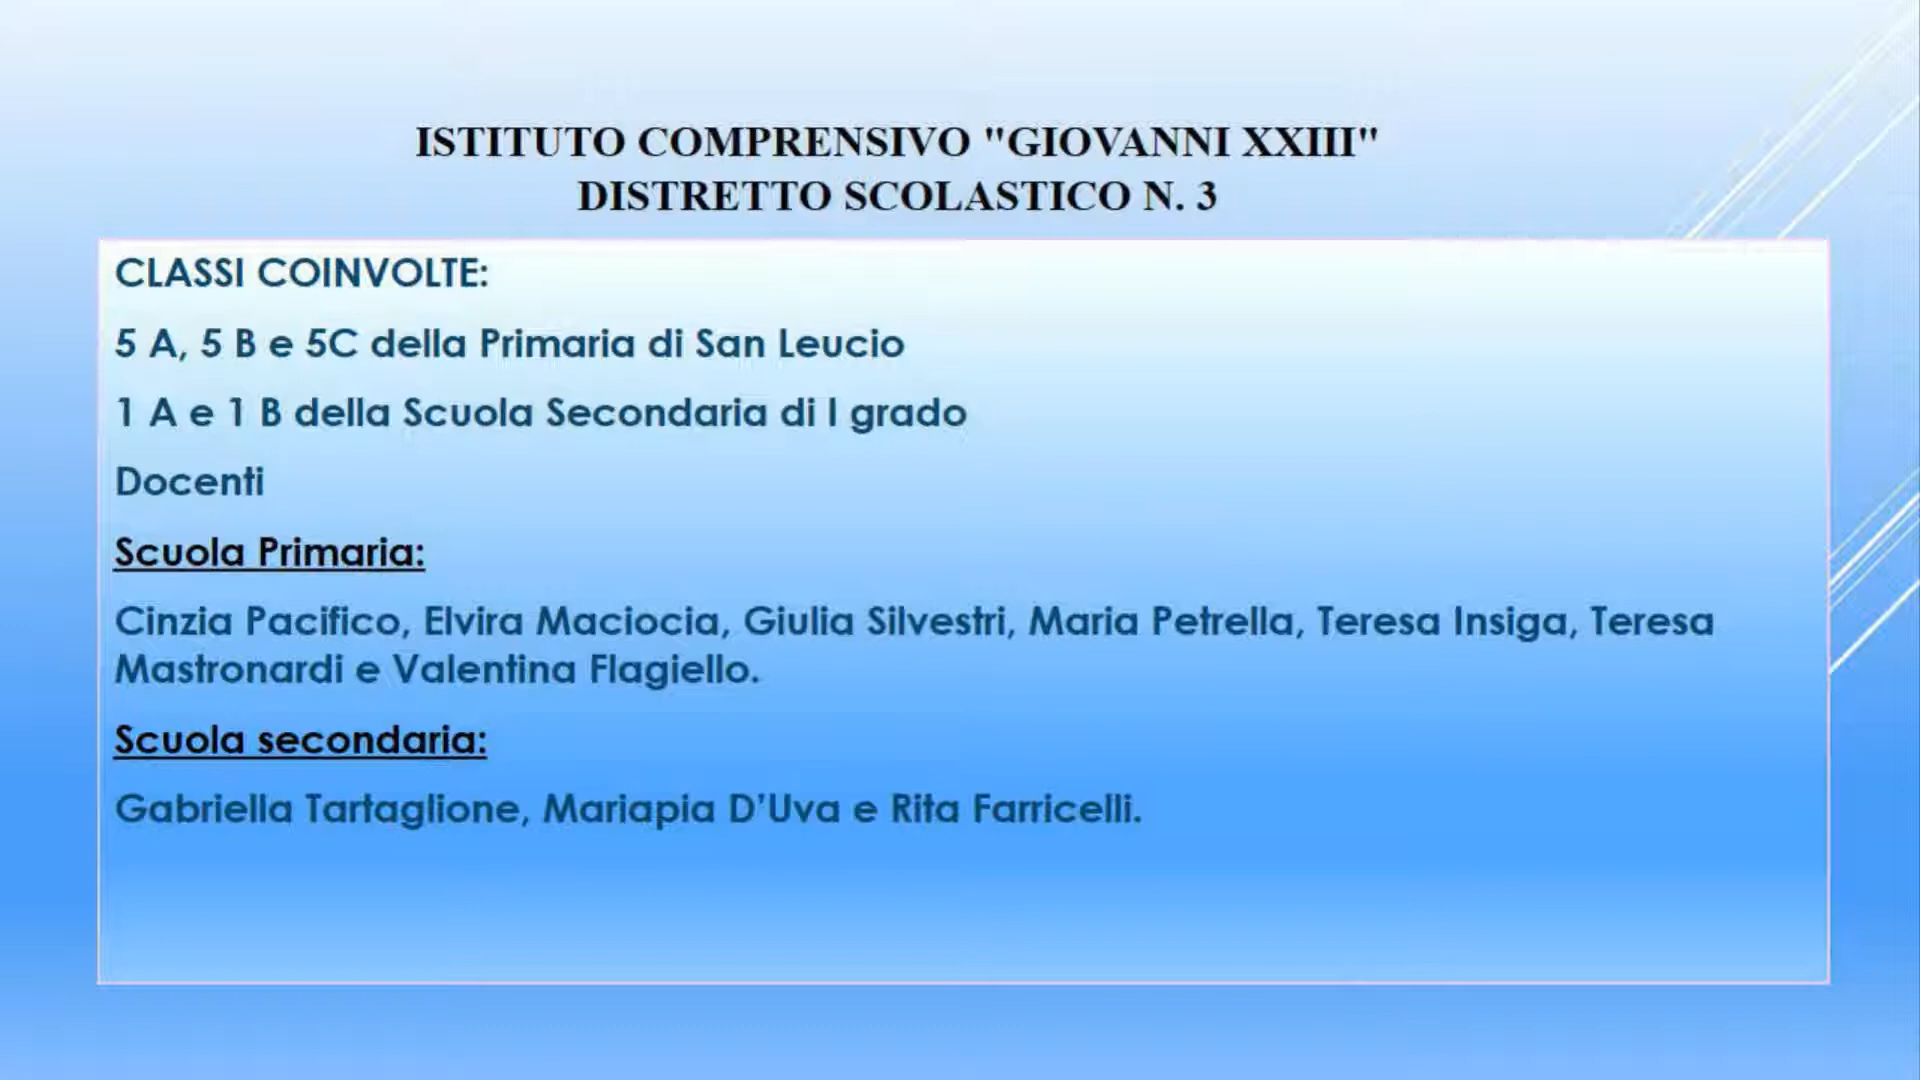 ISTITUTO COMPRENSIVO "GIOVANNI XXIII"
DISTRETTO SCOLASTICO N. 3
CLASSI COINVOLTE:
5 A, 5 B e 5C della Primaria di San Leucio
1 A e 1 B della Scuola Secondaria di I grado
Docenti
Scuola Primaria:
Cinzia Pacifico, Elvira Maciocia, Giulia Silvestri, Maria Petrella, Teresa Insiga, Teresa
Mastronardi e Valentina Flagiello.
Scuola secondaria:
Gabriella Tartaglione, Mariapia D'Uva e Rita Farricelli.